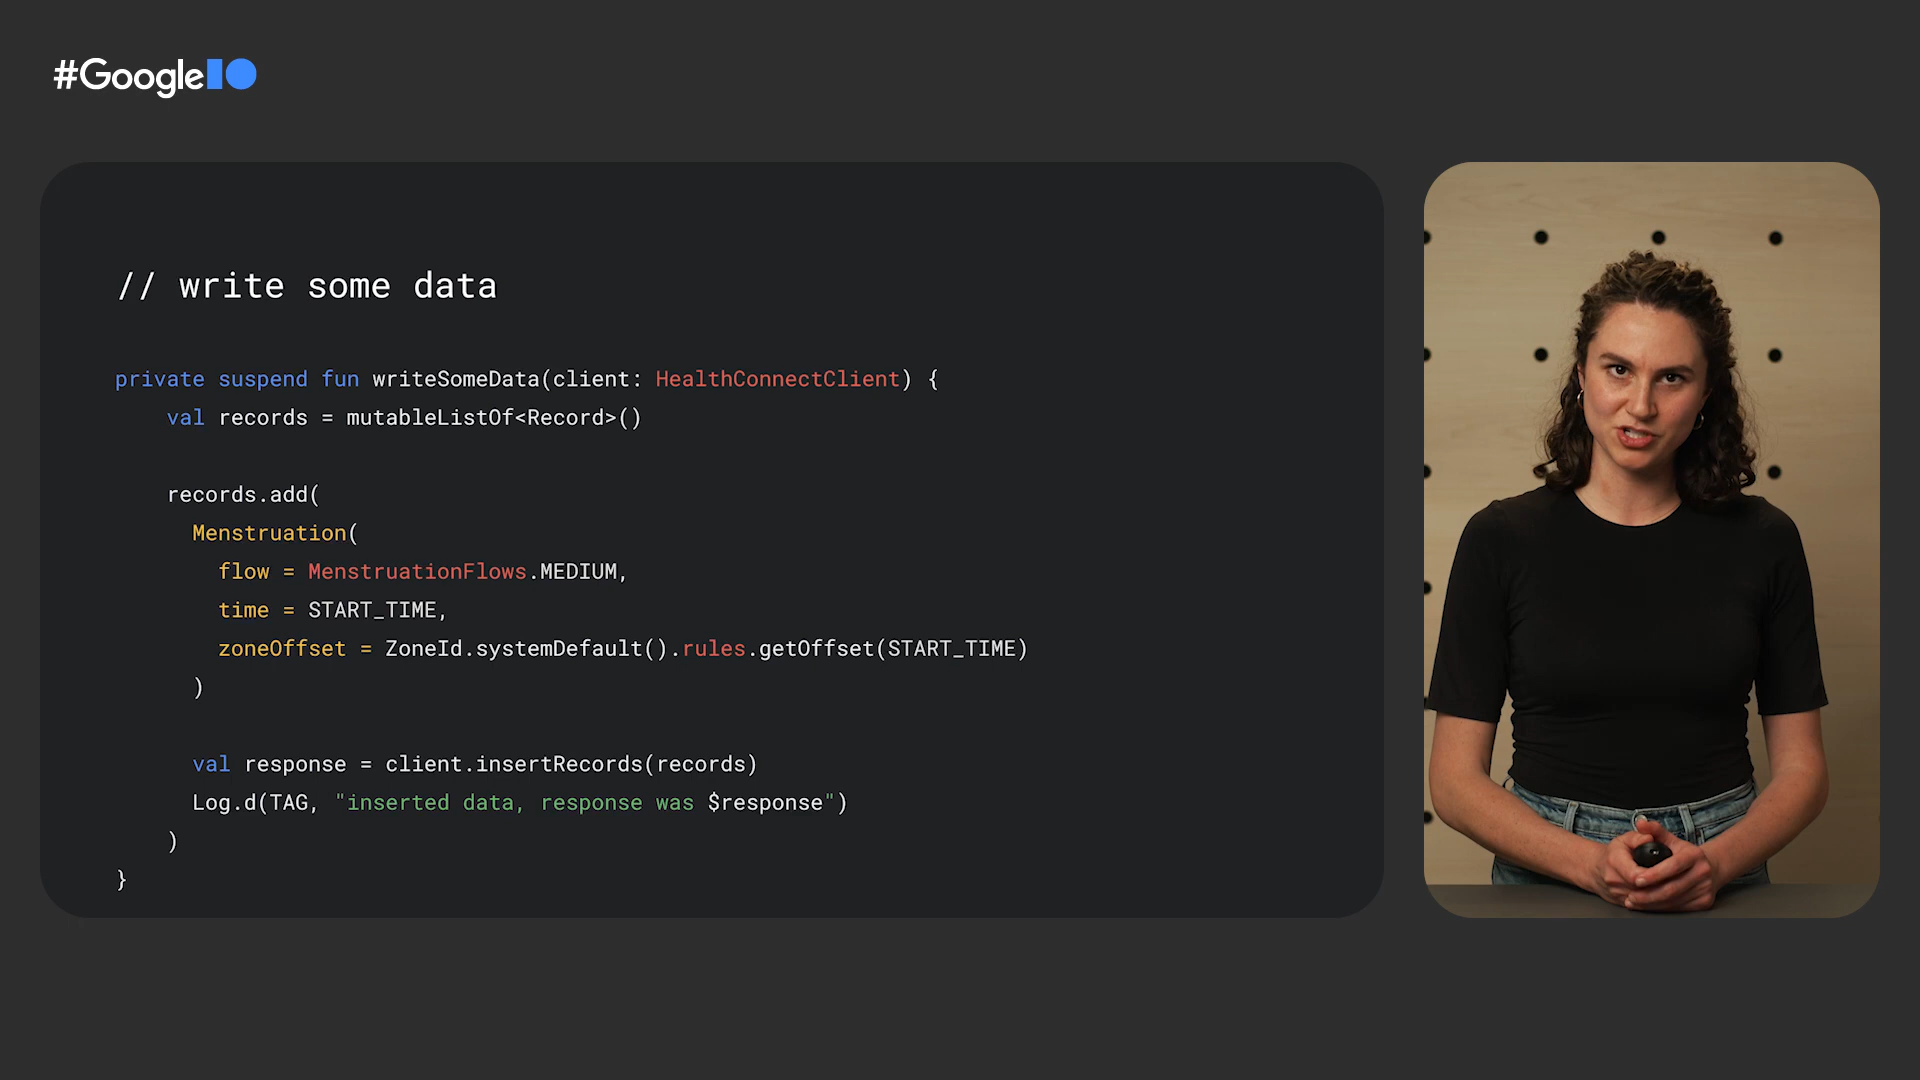 #GoogleIO
// write some data
private suspend fun writeSomeData(client: HealthConnectClient) {
val records = mutableListOf<Record>()
records.add(
Menstruation(
flow = MenstruationFlows.MEDIUM,
time = START_TIME,
zoneOffset = ZoneId.systemDefault().rules.getOffset(START_TIME)
)
val response = client.insertRecords(records)
Log.d(TAG, "inserted data, response was $response")
)
}